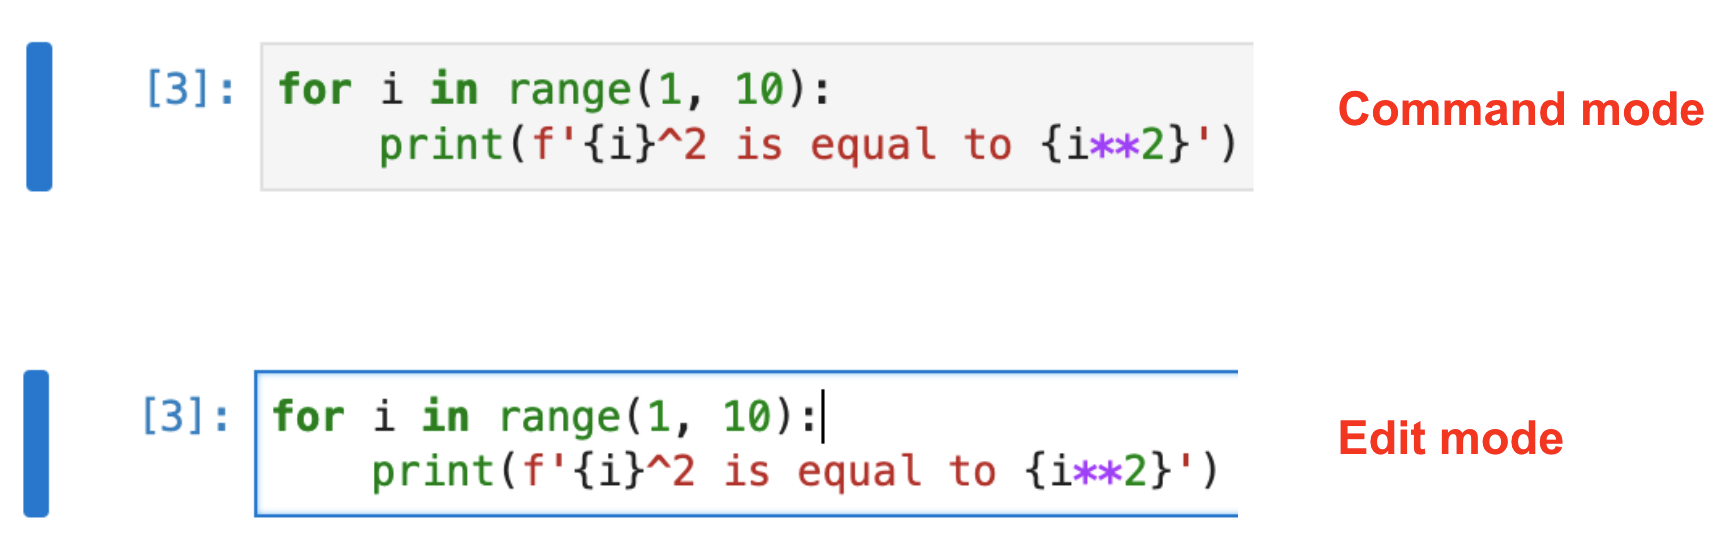 [3]: for i in range(1, 10):
    print(f'{i}^2 is equal to {i**2}')
Command mode
[3]: for i in range(1, 10):
    print(f'{i}^2 is equal to {i**2}')
Edit mode